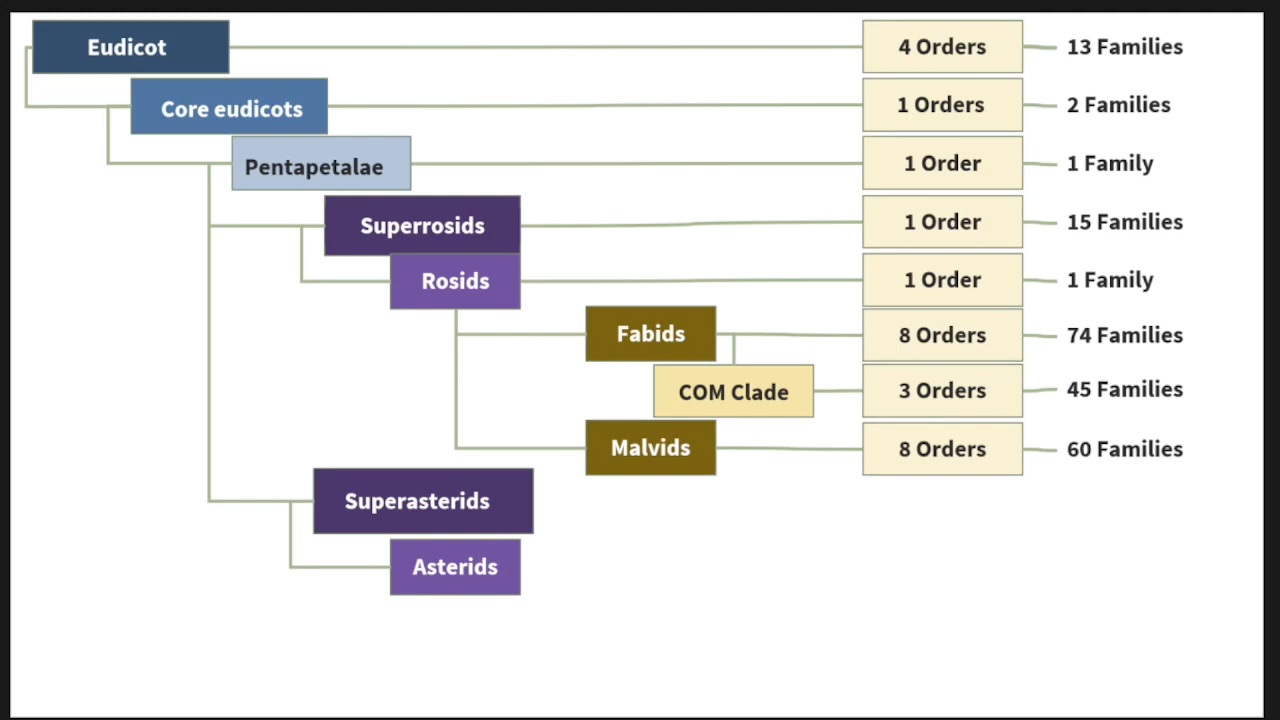 Eudicot 4 Orders 13 Families
Core eudicots 1 Orders 2 Families
Pentapetalae 1 Order 1 Family
Superrosids 1 Order 15 Families
Rosids 1 Order 1 Family
Fabids 8 Orders 74 Families
COM Clade 3 Orders 45 Families
Malvids 8 Orders 60 Families
Superasterids
Asterids